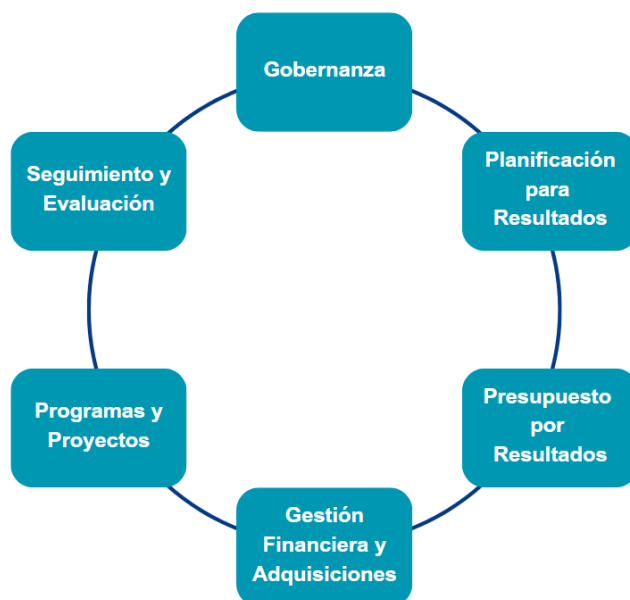 Gobernanza
Planificación
para
Resultados
Presupuesto
por
Resultados
Gestión
Financiera y
Adquisiciones
Programas y
Proyectos
Seguimiento y
Evaluación